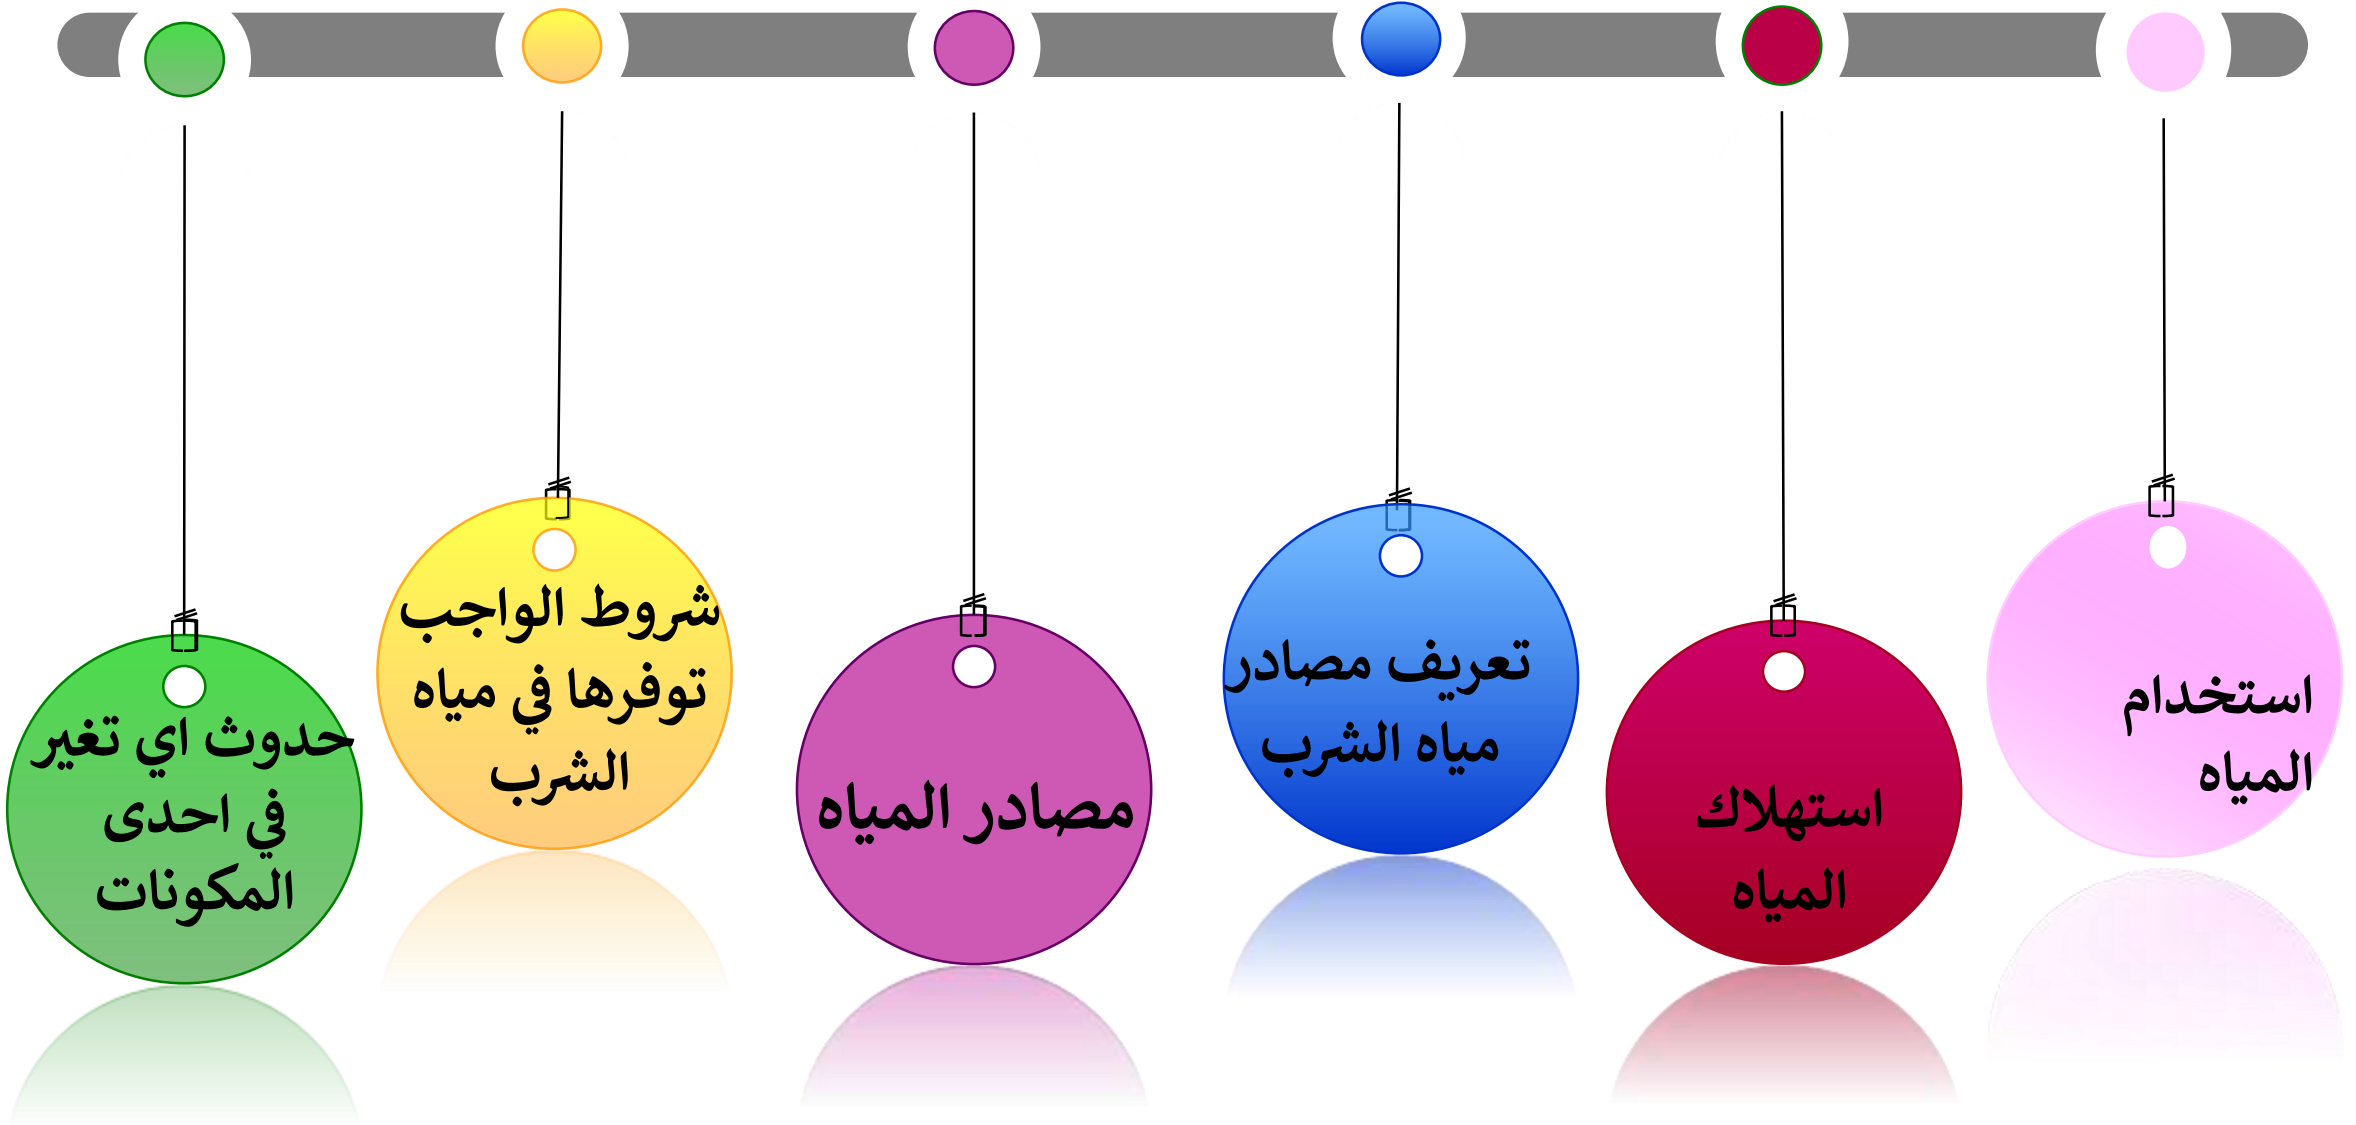 استخدام
المياه
استهلاك
المياه
تعريف مصادر
مياه الشرب
مصادر المياه
شروط الواجب
توفرها في مياه
الشرب
حدوث اي تغير
في احدى
المكونات